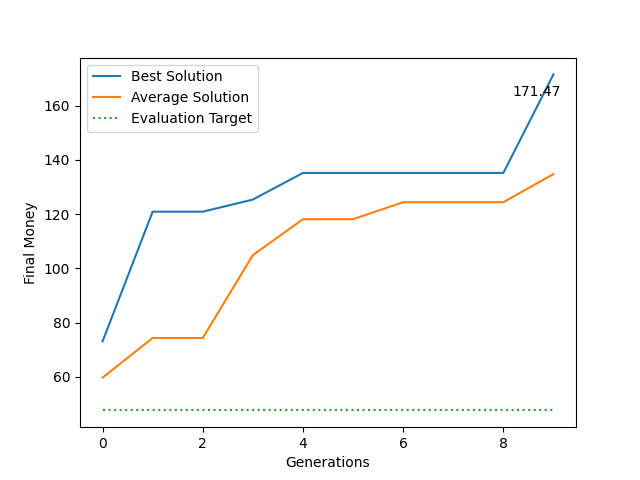 Best Solution
Average Solution
Evaluation Target
171.47
160
140
120
100
80
60
Final Money
0 2 4 6 8
Generations